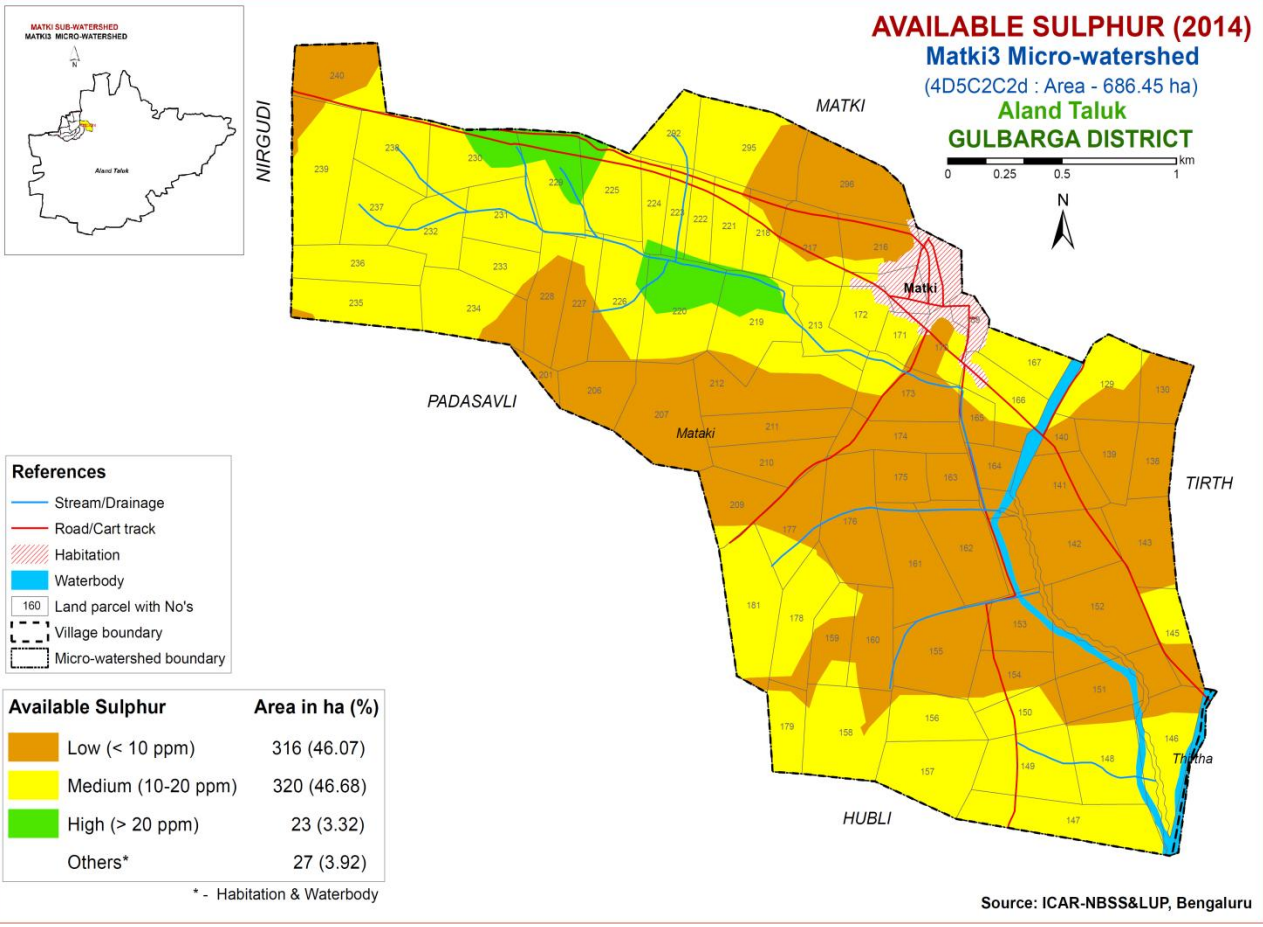 MATKI SUB-WATERSHED
MATKI3 MICRO-WATERSHED
N
Aland Taluk
AVAILABLE SULPHUR (2014)
Matki3 Micro-watershed
(4D5C2C2d : Area - 686.45 ha)
Aland Taluk
GULBARGA DISTRICT
km
0 0.25 0.5 1
N
NIRGUDI
MATKI
PADASAVLI
TIRTH
HUBLI
Matki
Mataki
240
239
238
230
229
292
295
296
225
224
223
222
221
218
217
216
237
232
231
236
233
235
234
228
227
226
220
219
213
172
171
167
166
129
130
201
206
207
212
211
210
209
173
165
174
175
163
164
140
139
136
141
142
143
177
176
161
162
152
153
145
181
178
159
160
155
154
151
179
158
156
150
157
149
148
146
147
References
Stream/Drainage
Road/Cart track
Habitation
Waterbody
160 Land parcel with No's
Village boundary
Micro-watershed boundary
Available Sulphur Area in ha (%)
Low (< 10 ppm) 316 (46.07)
Medium (10-20 ppm) 320 (46.68)
High (> 20 ppm) 23 (3.32)
Others* 27 (3.92)
* - Habitation & Waterbody
Source: ICAR-NBSS&LUP, Bengaluru